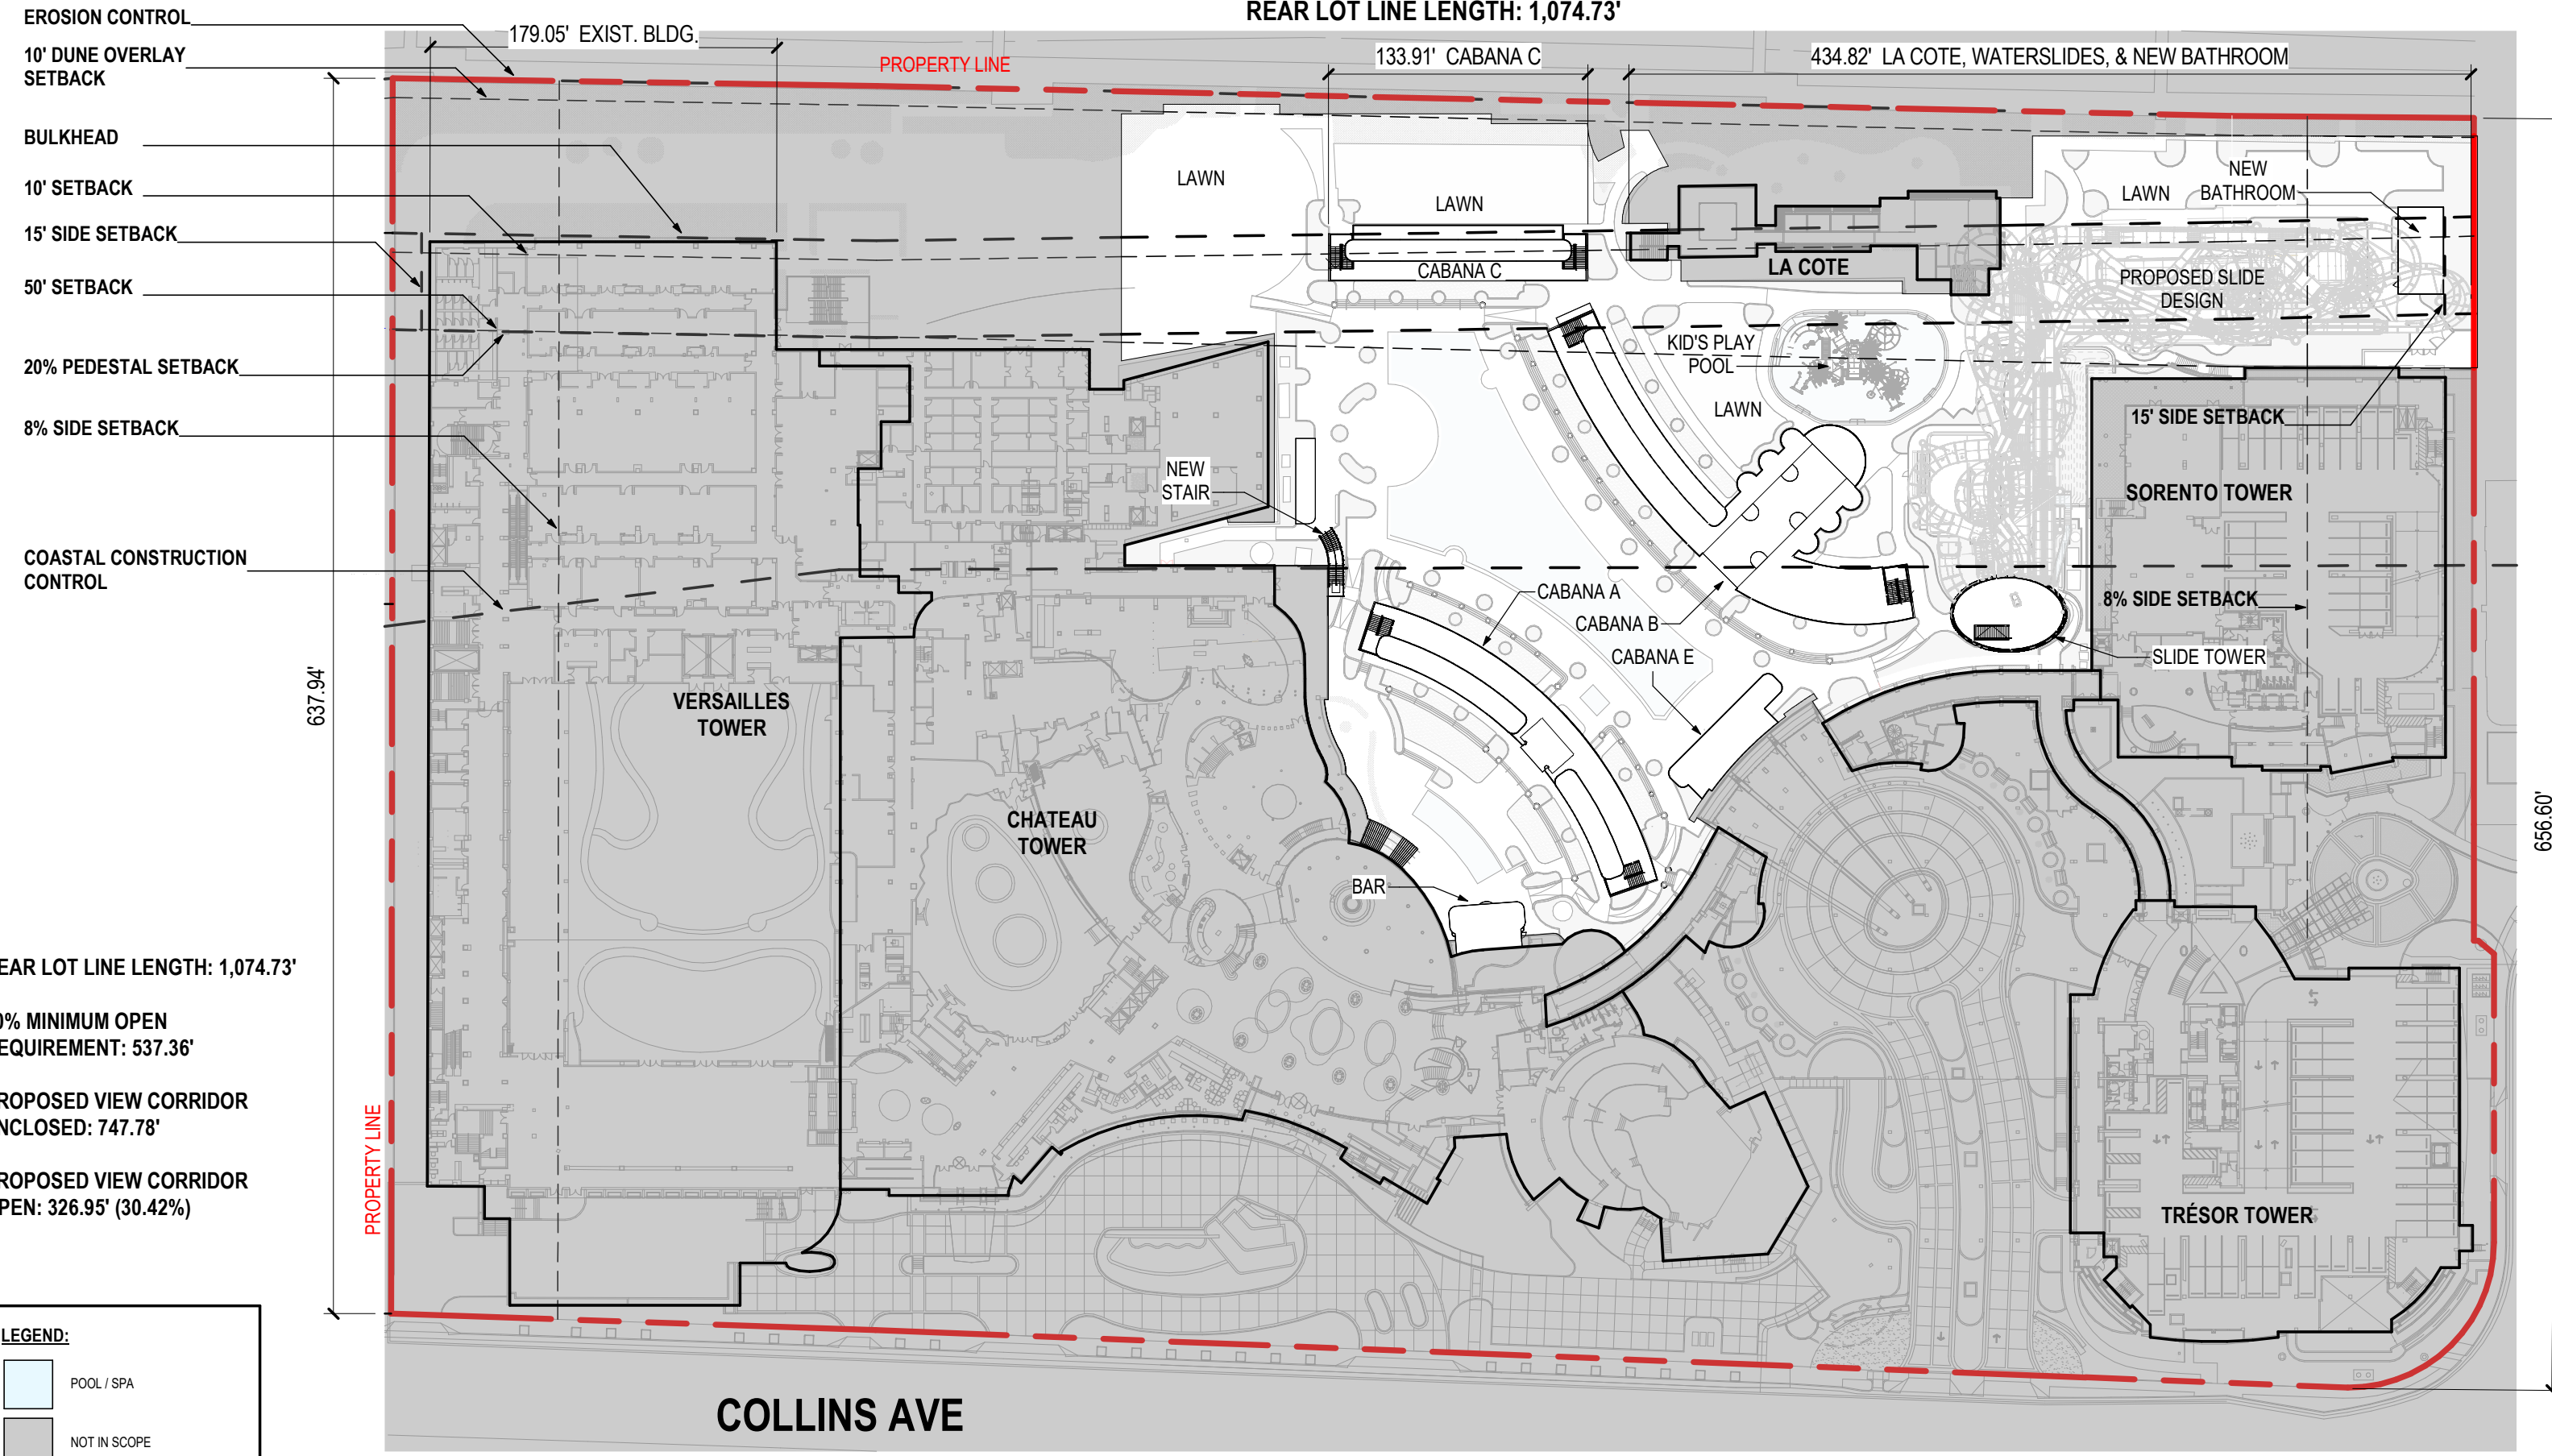 REAR LOT LINE LENGTH: 1,074.73'
EROSION CONTROL
10' DUNE OVERLAY
SETBACK
BULKHEAD
10' SETBACK
15' SIDE SETBACK
50' SETBACK
20% PEDESTAL SETBACK
8% SIDE SETBACK
COASTAL CONSTRUCTION
CONTROL
179.05' EXIST. BLDG.
PROPERTY LINE
133.91' CABANA C
434.82' LA COTE, WATERSLIDES, & NEW BATHROOM
LAWN
LAWN
CABANA C
LA COTE
LAWN
NEW
BATHROOM
PROPOSED SLIDE
DESIGN
KID'S PLAY
POOL
LAWN
15' SIDE SETBACK
NEW
STAIR
SORENTO TOWER
CABANA A
CABANA B
CABANA E
8% SIDE SETBACK
SLIDE TOWER
637.94'
656.60'
VERSAILLES
TOWER
CHATEAU
TOWER
BAR
TRÉSOR TOWER
PROPERTY LINE
COLLINS AVE
EAR LOT LINE LENGTH: 1,074.73'
0% MINIMUM OPEN
EQUIREMENT: 537.36'
ROPOSED VIEW CORRIDOR
NCLOSED: 747.78'
ROPOSED VIEW CORRIDOR
PEN: 326.95' (30.42%)
LEGEND:
POOL / SPA
NOT IN SCOPE